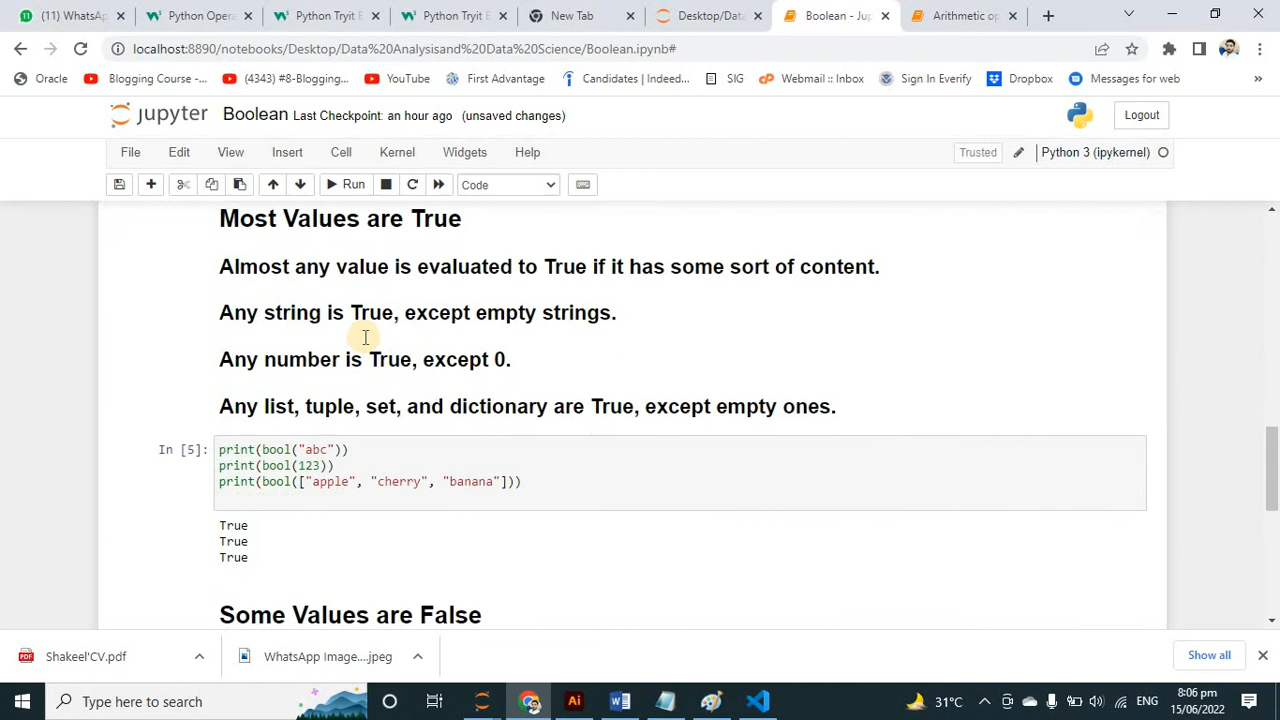 (11) WhatsA
Python Opera
Python Tryit E
Python Tryit E
New Tab
Desktop/Data
Boolean - Jup
Arithmetic op
localhost:8890/notebooks/Desktop/Data%20Analysisand%20Data%20Science/Boolean.ipynb#
Oracle
Blogging Course -...
(4343) #8-Blogging...
YouTube
First Advantage
Candidates | Indeed...
SIG
Webmail :: Inbox
Sign In Everify
Dropbox
Messages for web
»
jupyter Boolean Last Checkpoint: an hour ago (unsaved changes)
Logout
File Edit View Insert Cell Kernel Widgets Help
Trusted
Python 3 (ipykernel)
Run
Code
Most Values are True
Almost any value is evaluated to True if it has some sort of content.
Any string is True, except empty strings.
Any number is True, except 0.
Any list, tuple, set, and dictionary are True, except empty ones.
In [5]: print(bool("abc"))
print(bool(123))
print(bool(["apple", "cherry", "banana"]))
True
True
True
Some Values are False
PDF
Shakeel'CV.pdf
WhatsApp Image....jpeg
Show all
Type here to search
Ai
W
31°C
ENG
8:06 pm
15/06/2022